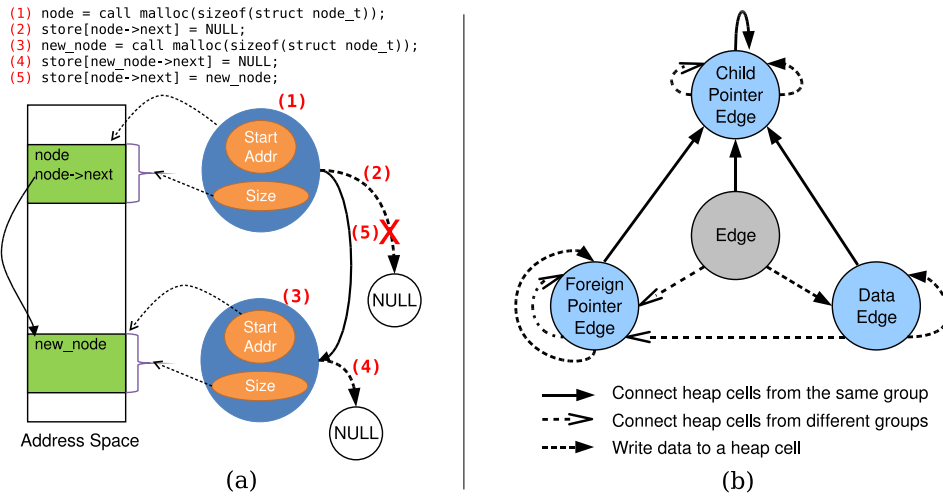 (1) node = call malloc(sizeof(struct node_t));
(2) store[node->next] = NULL;
(3) new_node = call malloc(sizeof(struct node_t));
(4) store[new_node->next] = NULL;
(5) store[node->next] = new_node;
(1)
Start
Addr
Size
node
node->next
(2)
(5)
X
NULL
(3)
Start
Addr
Size
new_node
(4)
NULL
Address Space
(a)
Child
Pointer
Edge
Edge
Foreign
Pointer
Edge
Data
Edge
Connect heap cells from the same group
Connect heap cells from different groups
Write data to a heap cell
(b)